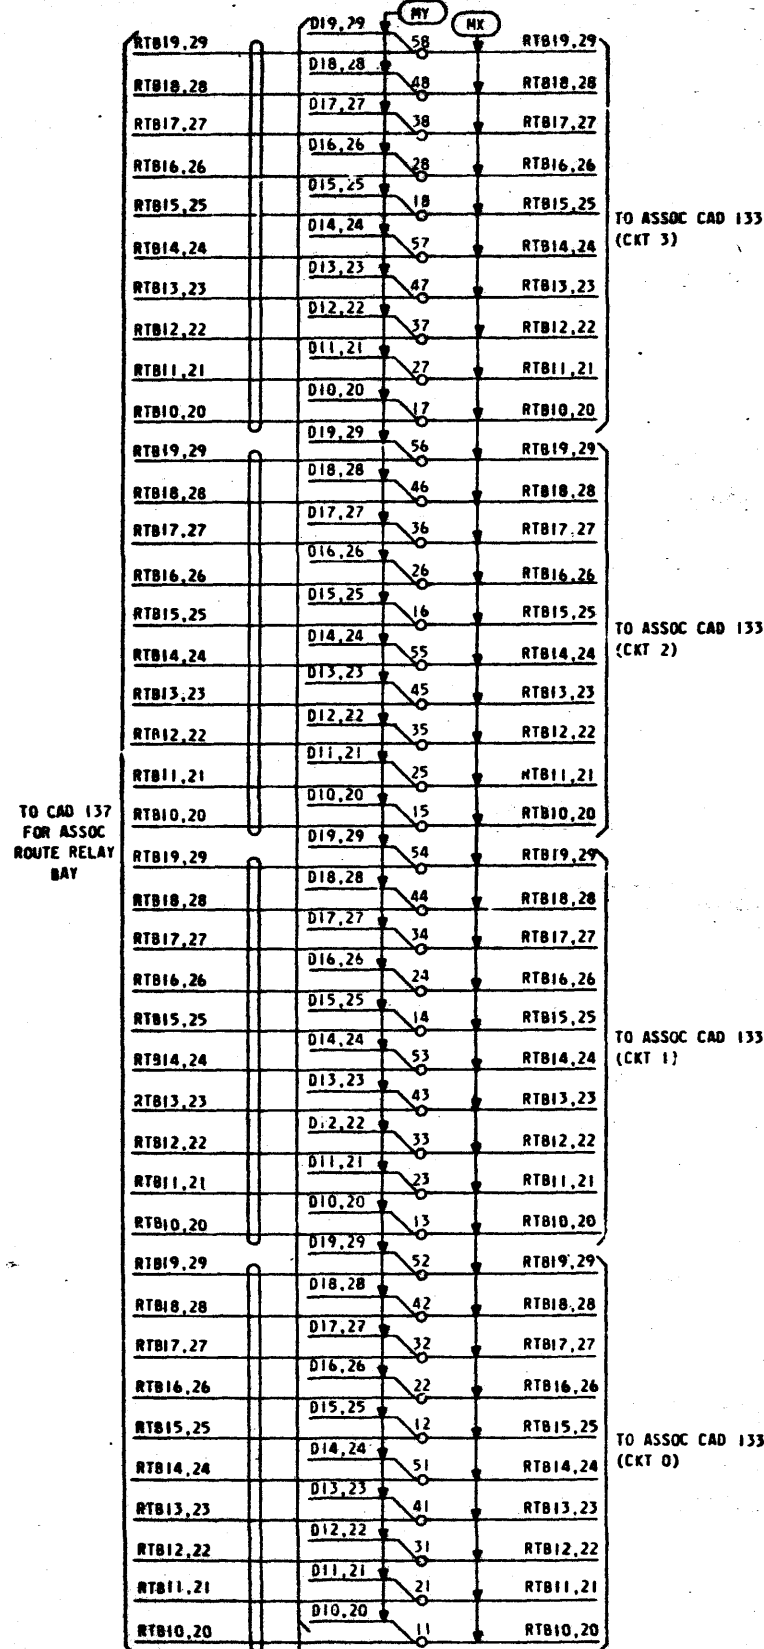 MY
MX
D19,29
RTB19,29 58 RTB19,29
D18,28
RTB18,28 48 RTB18,28
D17,27
RTB17,27 38 RTB17,27
D16,26
RTB16,26 28 RTB16,26
D15,25
RTB15,25 18 RTB15,25
TO ASSOC CAD 133
(CKT 3)
D14,24
RTB14,24 57 RTB14,24
D13,23
RTB13,23 47 RTB13,23
D12,22
RTB12,22 37 RTB12,22
D11,21
RTB11,21 27 RTB11,21
D10,20
RTB10,20 17 RTB10,20
D19,29
RTB19,29 56 RTB19,29
D18,28
RTB18,28 46 RTB18,28
D17,27
RTB17,27 36 RTB17,27
D16,26
RTB16,26 26 RTB16,26
D15,25
RTB15,25 16 RTB15,25
TO ASSOC CAD 133
(CKT 2)
D14,24
RTB14,24 55 RTB14,24
D13,23
RTB13,23 45 RTB13,23
D12,22
RTB12,22 35 RTB12,22
D11,21
RTB11,21 25 RTB11,21
D10,20
RTB10,20 15 RTB10,20
TO CAD 137
FOR ASSOC
ROUTE RELAY
BAY
D19,29
RTB19,29 54 RTB19,29
D18,28
RTB18,28 44 RTB18,28
D17,27
RTB17,27 34 RTB17,27
D16,26
RTB16,26 24 RTB16,26
D15,25
RTB15,25 14 RTB15,25
TO ASSOC CAD 133
(CKT 1)
D14,24
RTB14,24 53 RTB14,24
D13,23
RTB13,23 43 RTB13,23
D12,22
RTB12,22 33 RTB12,22
D11,21
RTB11,21 23 RTB11,21
D10,20
RTB10,20 13 RTB10,20
D19,29
RTB19,29 52 RTB19,29
D18,28
RTB18,28 42 RTB18,28
D17,27
RTB17,27 32 RTB17,27
D16,26
RTB16,26 22 RTB16,26
D15,25
RTB15,25 12 RTB15,25
TO ASSOC CAD 133
(CKT 0)
D14,24
RTB14,24 51 RTB14,24
D13,23
RTB13,23 41 RTB13,23
D12,22
RTB12,22 31 RTB12,22
D11,21
RTB11,21 21 RTB11,21
D10,20
RTB10,20 11 RTB10,20